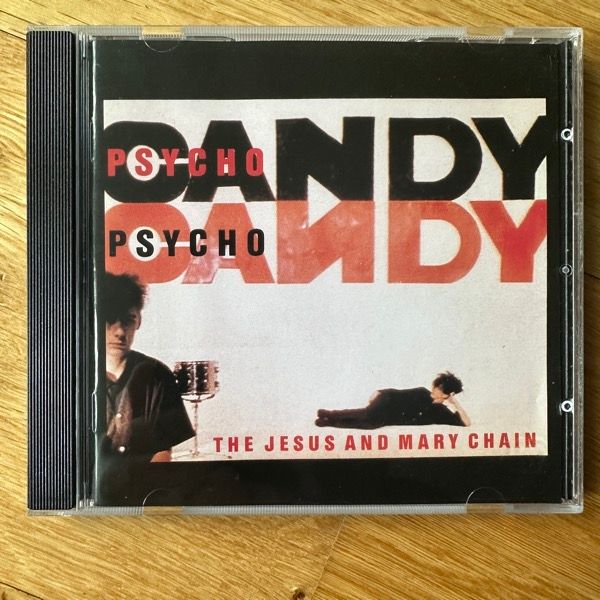 CANDY
PSYCHO
CANDY
PSYCHO
THE JESUS AND MARY CHAIN